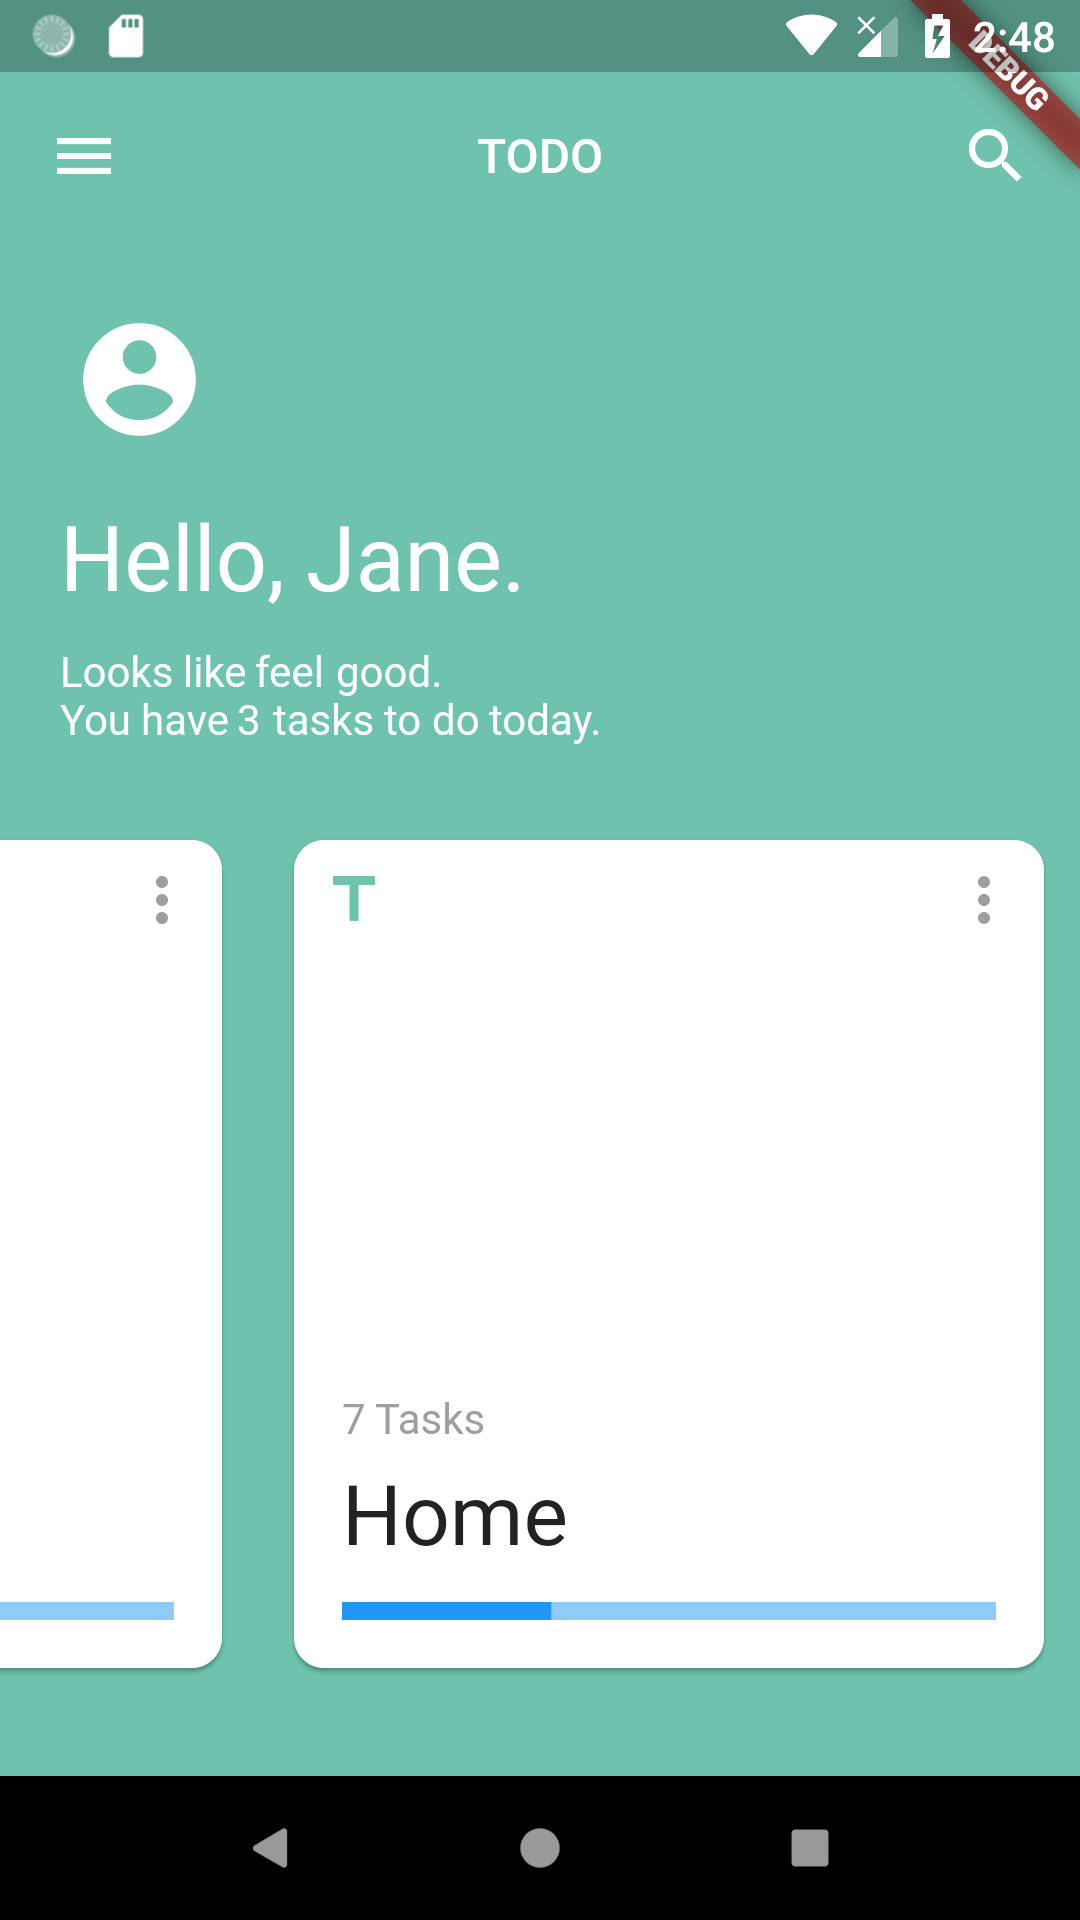 2:48
DEBUG
TODO
Hello, Jane.
Looks like feel good.
You have 3 tasks to do today.
7 Tasks
Home